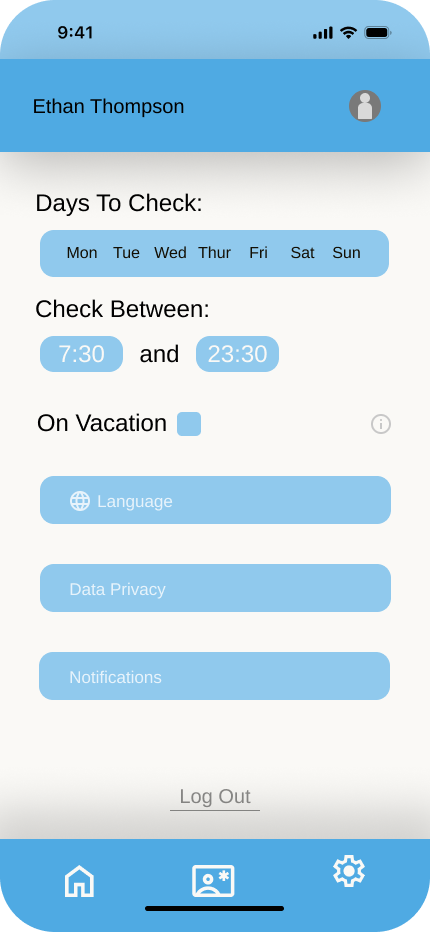 9:41
Ethan Thompson
Days To Check:
Mon Tue Wed Thur Fri Sat Sun
Check Between:
7:30 and 23:30
On Vacation
Language
Data Privacy
Notifications
Log Out